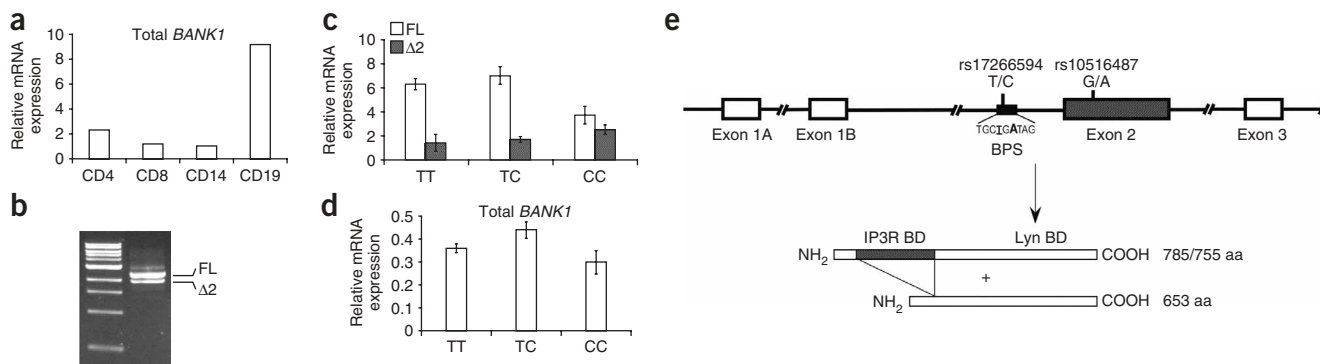 a
Total BANK1
Relative mRNA
expression
10
8
6
4
2
0
CD4 CD8 CD14 CD19
b
FL
Δ2
c
FL
Δ2
Relative mRNA
expression
10
8
6
4
2
0
TT TC CC
d
Total BANK1
Relative mRNA
expression
0.5
0.4
0.3
0.2
0.1
0
TT TC CC
e
rs17266594
T/C
rs10516487
G/A
Exon 1A Exon 1B TGCTGATAG Exon 2 Exon 3
BPS
IP3R BD Lyn BD
NH2 COOH 785/755 aa
+
NH2 COOH 653 aa